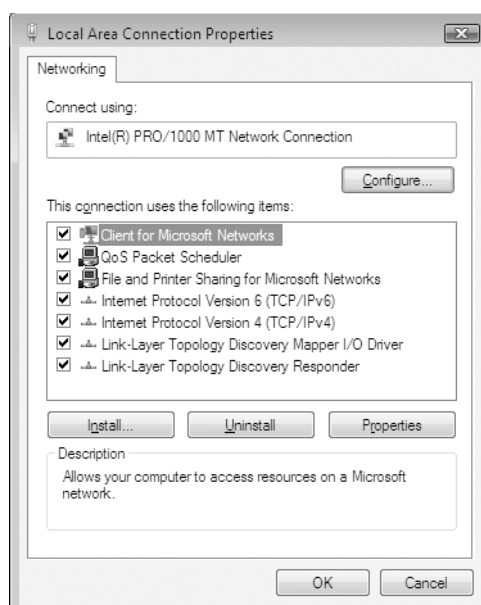 Local Area Connection Properties
Networking
Connect using:
Intel(R) PRO/1000 MT Network Connection
Configure...
This connection uses the following items:
Client for Microsoft Networks
QoS Packet Scheduler
File and Printer Sharing for Microsoft Networks
Internet Protocol Version 6 (TCP/IPv6)
Internet Protocol Version 4 (TCP/IPv4)
Link-Layer Topology Discovery Mapper I/O Driver
Link-Layer Topology Discovery Responder
Install... Uninstall Properties
Description
Allows your computer to access resources on a Microsoft
network.
OK Cancel